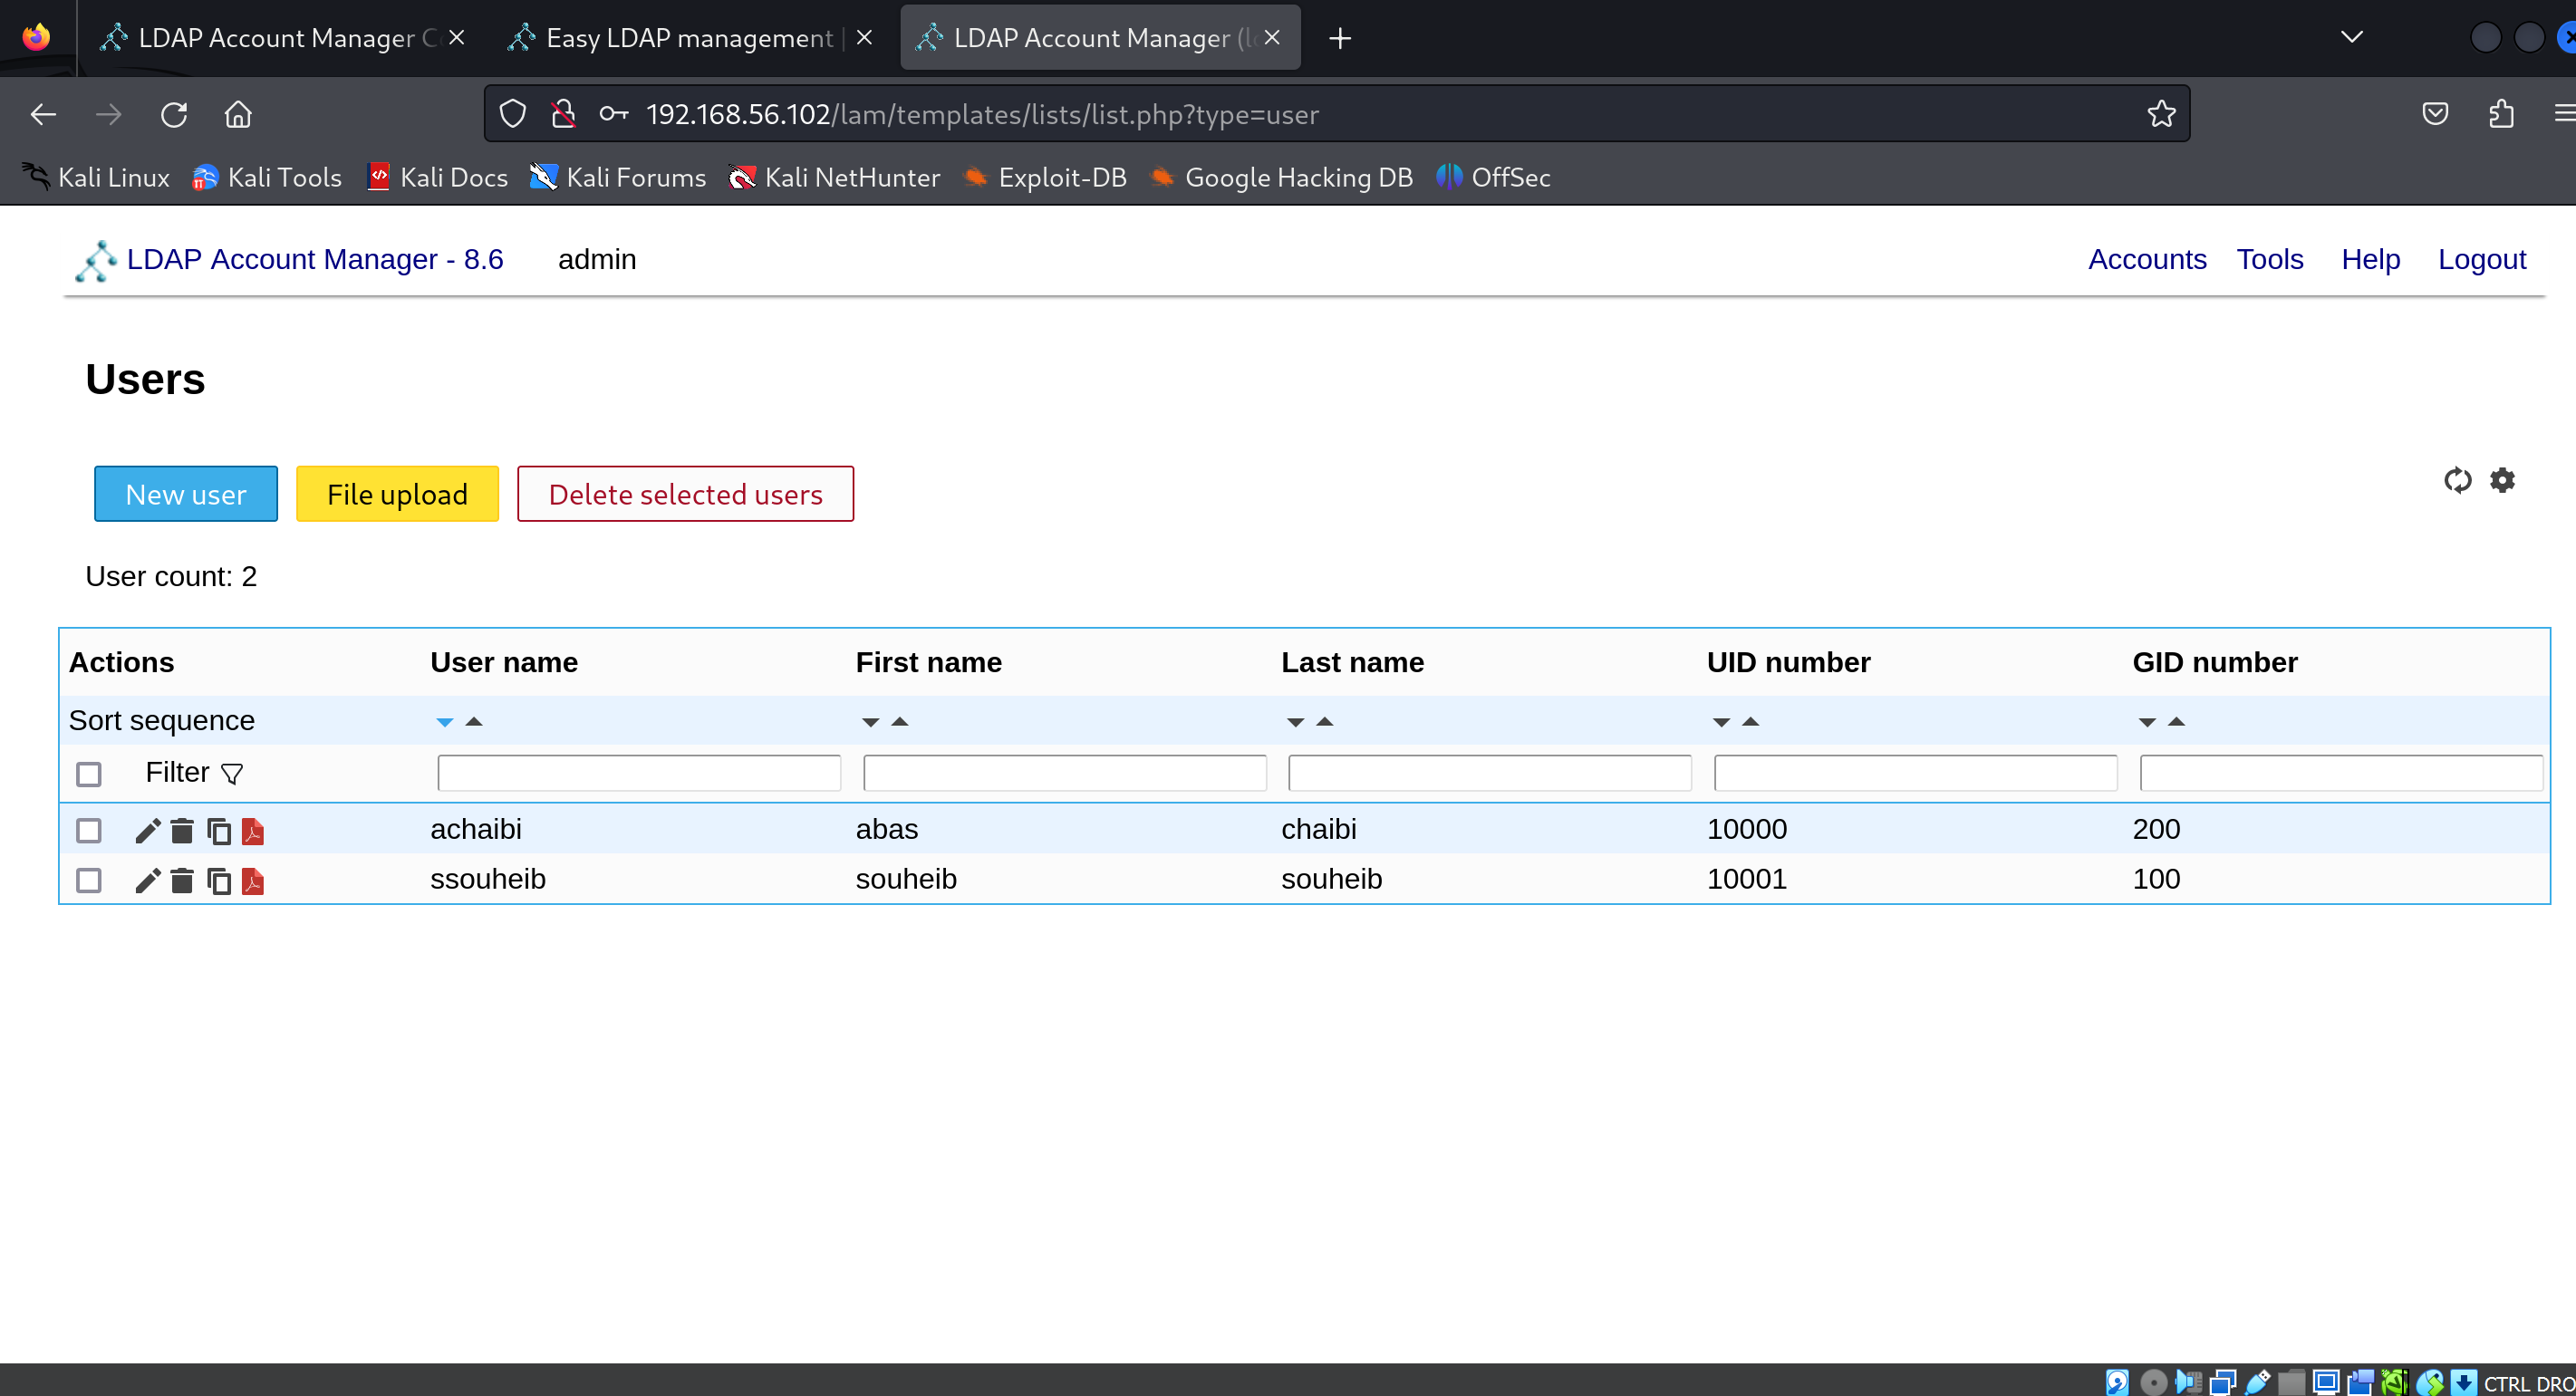 LDAP Account Manager Co
Easy LDAP management |
LDAP Account Manager (lo
192.168.56.102/lam/templates/lists/list.php?type=user
Kali Linux Kali Tools Kali Docs Kali Forums Kali NetHunter Exploit-DB Google Hacking DB OffSec
LDAP Account Manager - 8.6 admin Accounts Tools Help Logout
Users
New user File upload Delete selected users
User count: 2
Actions User name First name Last name UID number GID number
Sort sequence
Filter
achaibi abas chaibi 10000 200
ssouheib souheib souheib 10001 100
CTRL DRO